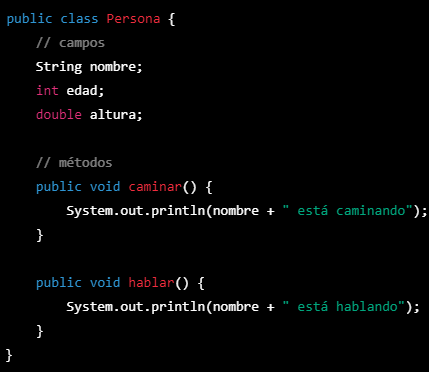 public class Persona {
    // campos
    String nombre;
    int edad;
    double altura;

    // métodos
    public void caminar() {
        System.out.println(nombre + " está caminando");
    }

    public void hablar() {
        System.out.println(nombre + " está hablando");
    }
}